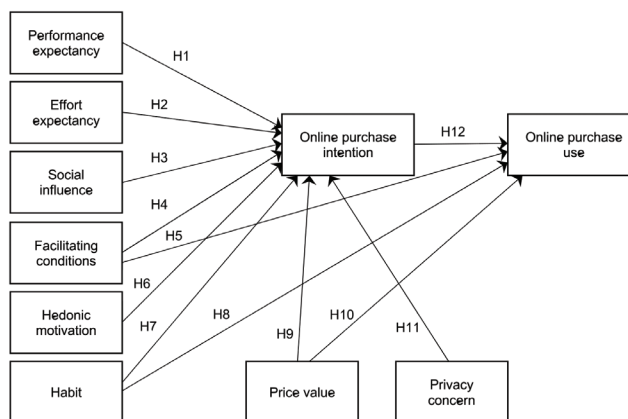 Performance
expectancy
H1
Effort
expectancy
H2
Online purchase
intention
H12
Online purchase
use
Social
influence
H3
H4
Facilitating
conditions
H5
Hedonic
motivation
H6
H7
H8
H9
H10
H11
Habit
Price value
Privacy
concern